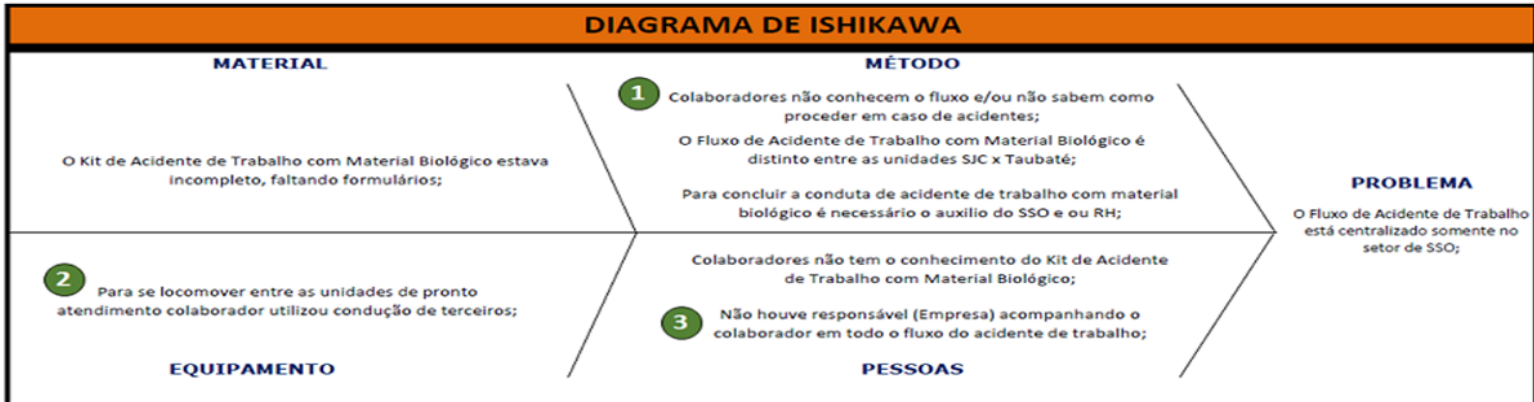 DIAGRAMA DE ISHIKAWA
MATERIAL
O Kit de Acidente de Trabalho com Material Biológico estava
incompleto, faltando formulários;
MÉTODO
1
Colaboradores não conhecem o fluxo e/ou não sabem como
proceder em caso de acidentes;
O Fluxo de Acidente de Trabalho com Material Biológico é
distinto entre as unidades SJC x Taubaté;
Para concluir a conduta de acidente de trabalho com material
biológico é necessário o auxilio do SSO e ou RH;
2
Para se locomover entre as unidades de pronto
atendimento colaborador utilizou condução de terceiros;
EQUIPAMENTO
Colaboradores não tem o conhecimento do Kit de Acidente
de Trabalho com Material Biológico;
3
Não houve responsável (Empresa) acompanhando o
colaborador em todo o fluxo do acidente de trabalho;
PESSOAS
PROBLEMA
O Fluxo de Acidente de Trabalho
está centralizado somente no
setor de SSO;